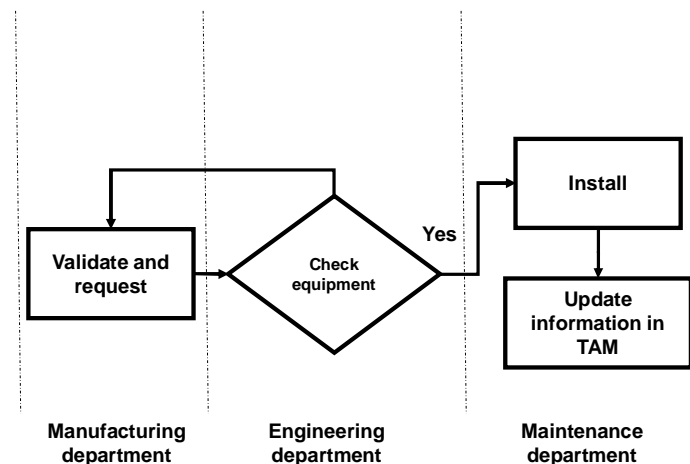 Install
Yes
Validate and
request
Check
equipment
Update
information in
TAM
Manufacturing
department
Engineering
department
Maintenance
department